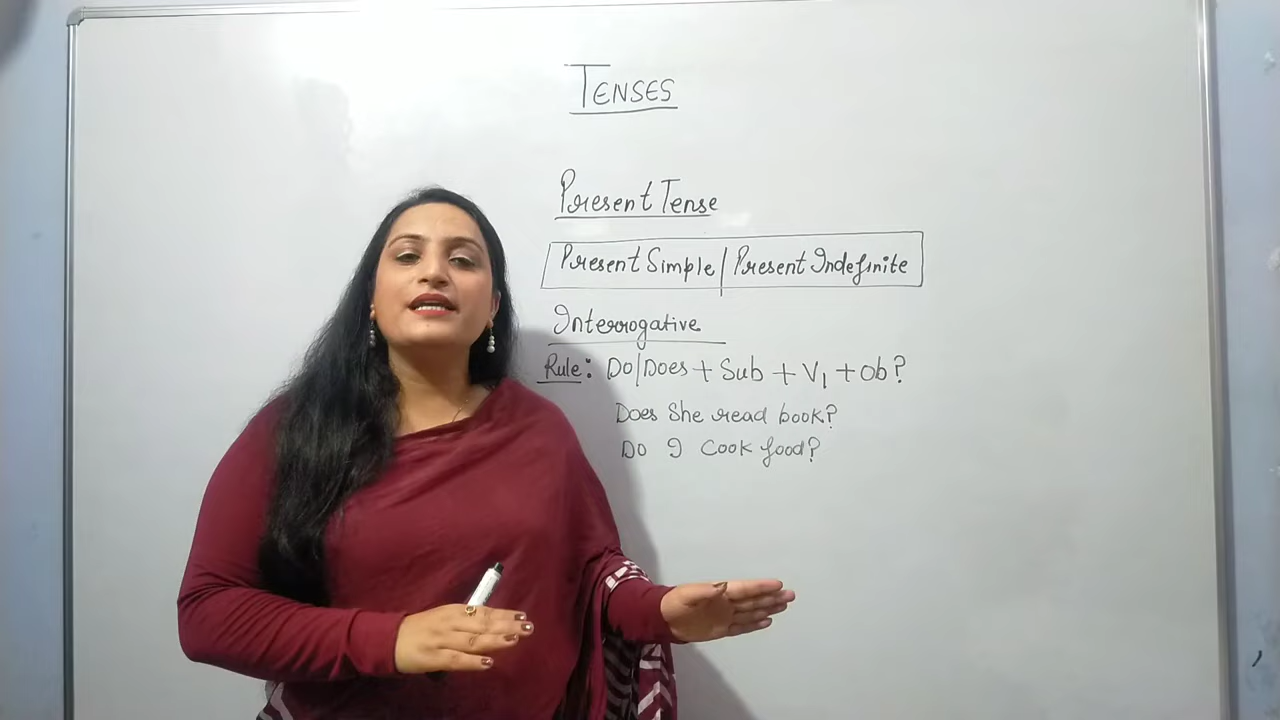 TENSES
Present Tense
Present Simple | Present Indefinite
Interrogative
Rule: Do/Does + Sub + V1 + Ob?
Does She read book?
Do I Cook food?